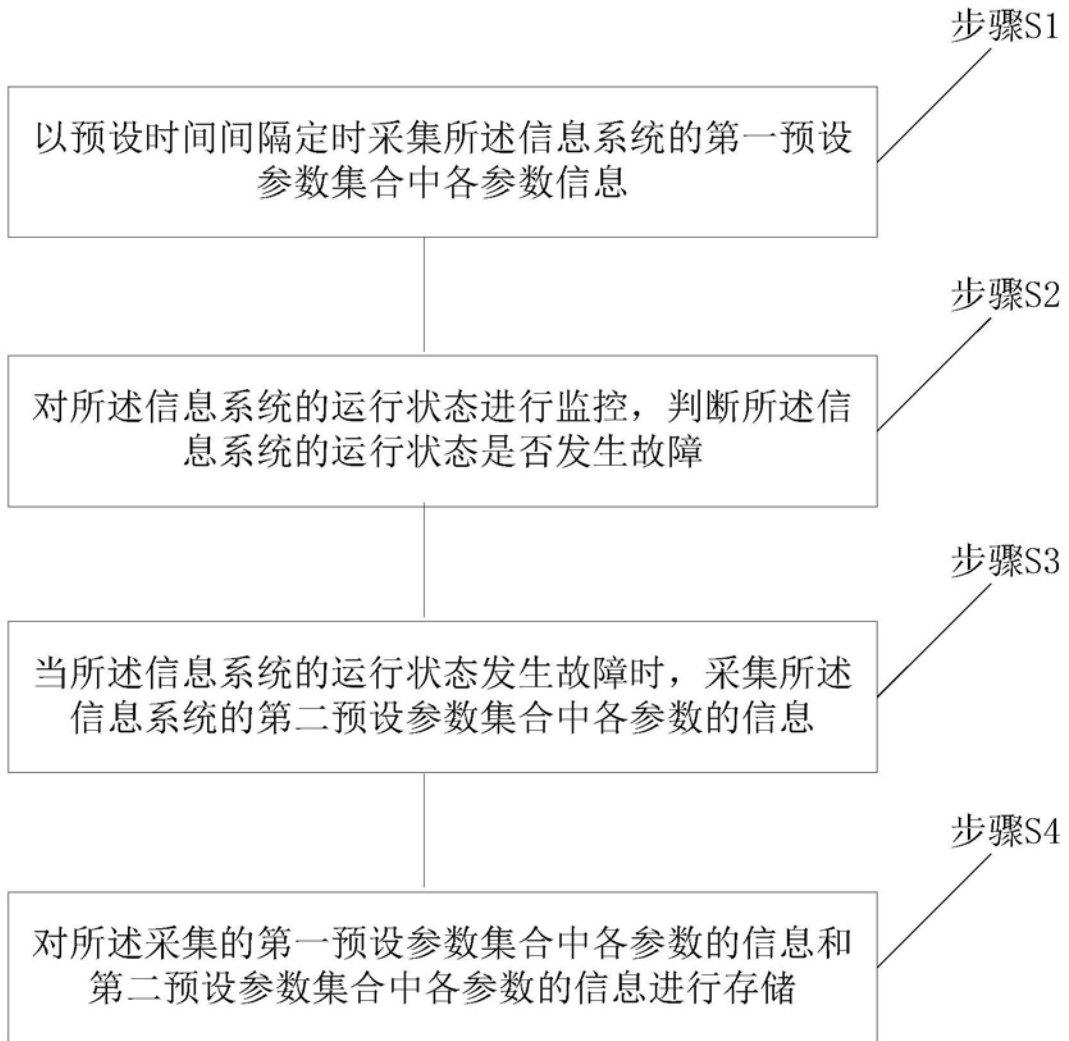 步骤S1
以预设时间间隔定时采集所述信息系统的第一预设
参数集合中各参数信息
步骤S2
对所述信息系统的运行状态进行监控，判断所述信
息系统的运行状态是否发生故障
步骤S3
当所述信息系统的运行状态发生故障时，采集所述
信息系统的第二预设参数集合中各参数的信息
步骤S4
对所述采集的第一预设参数集合中各参数的信息和
第二预设参数集合中各参数的信息进行存储